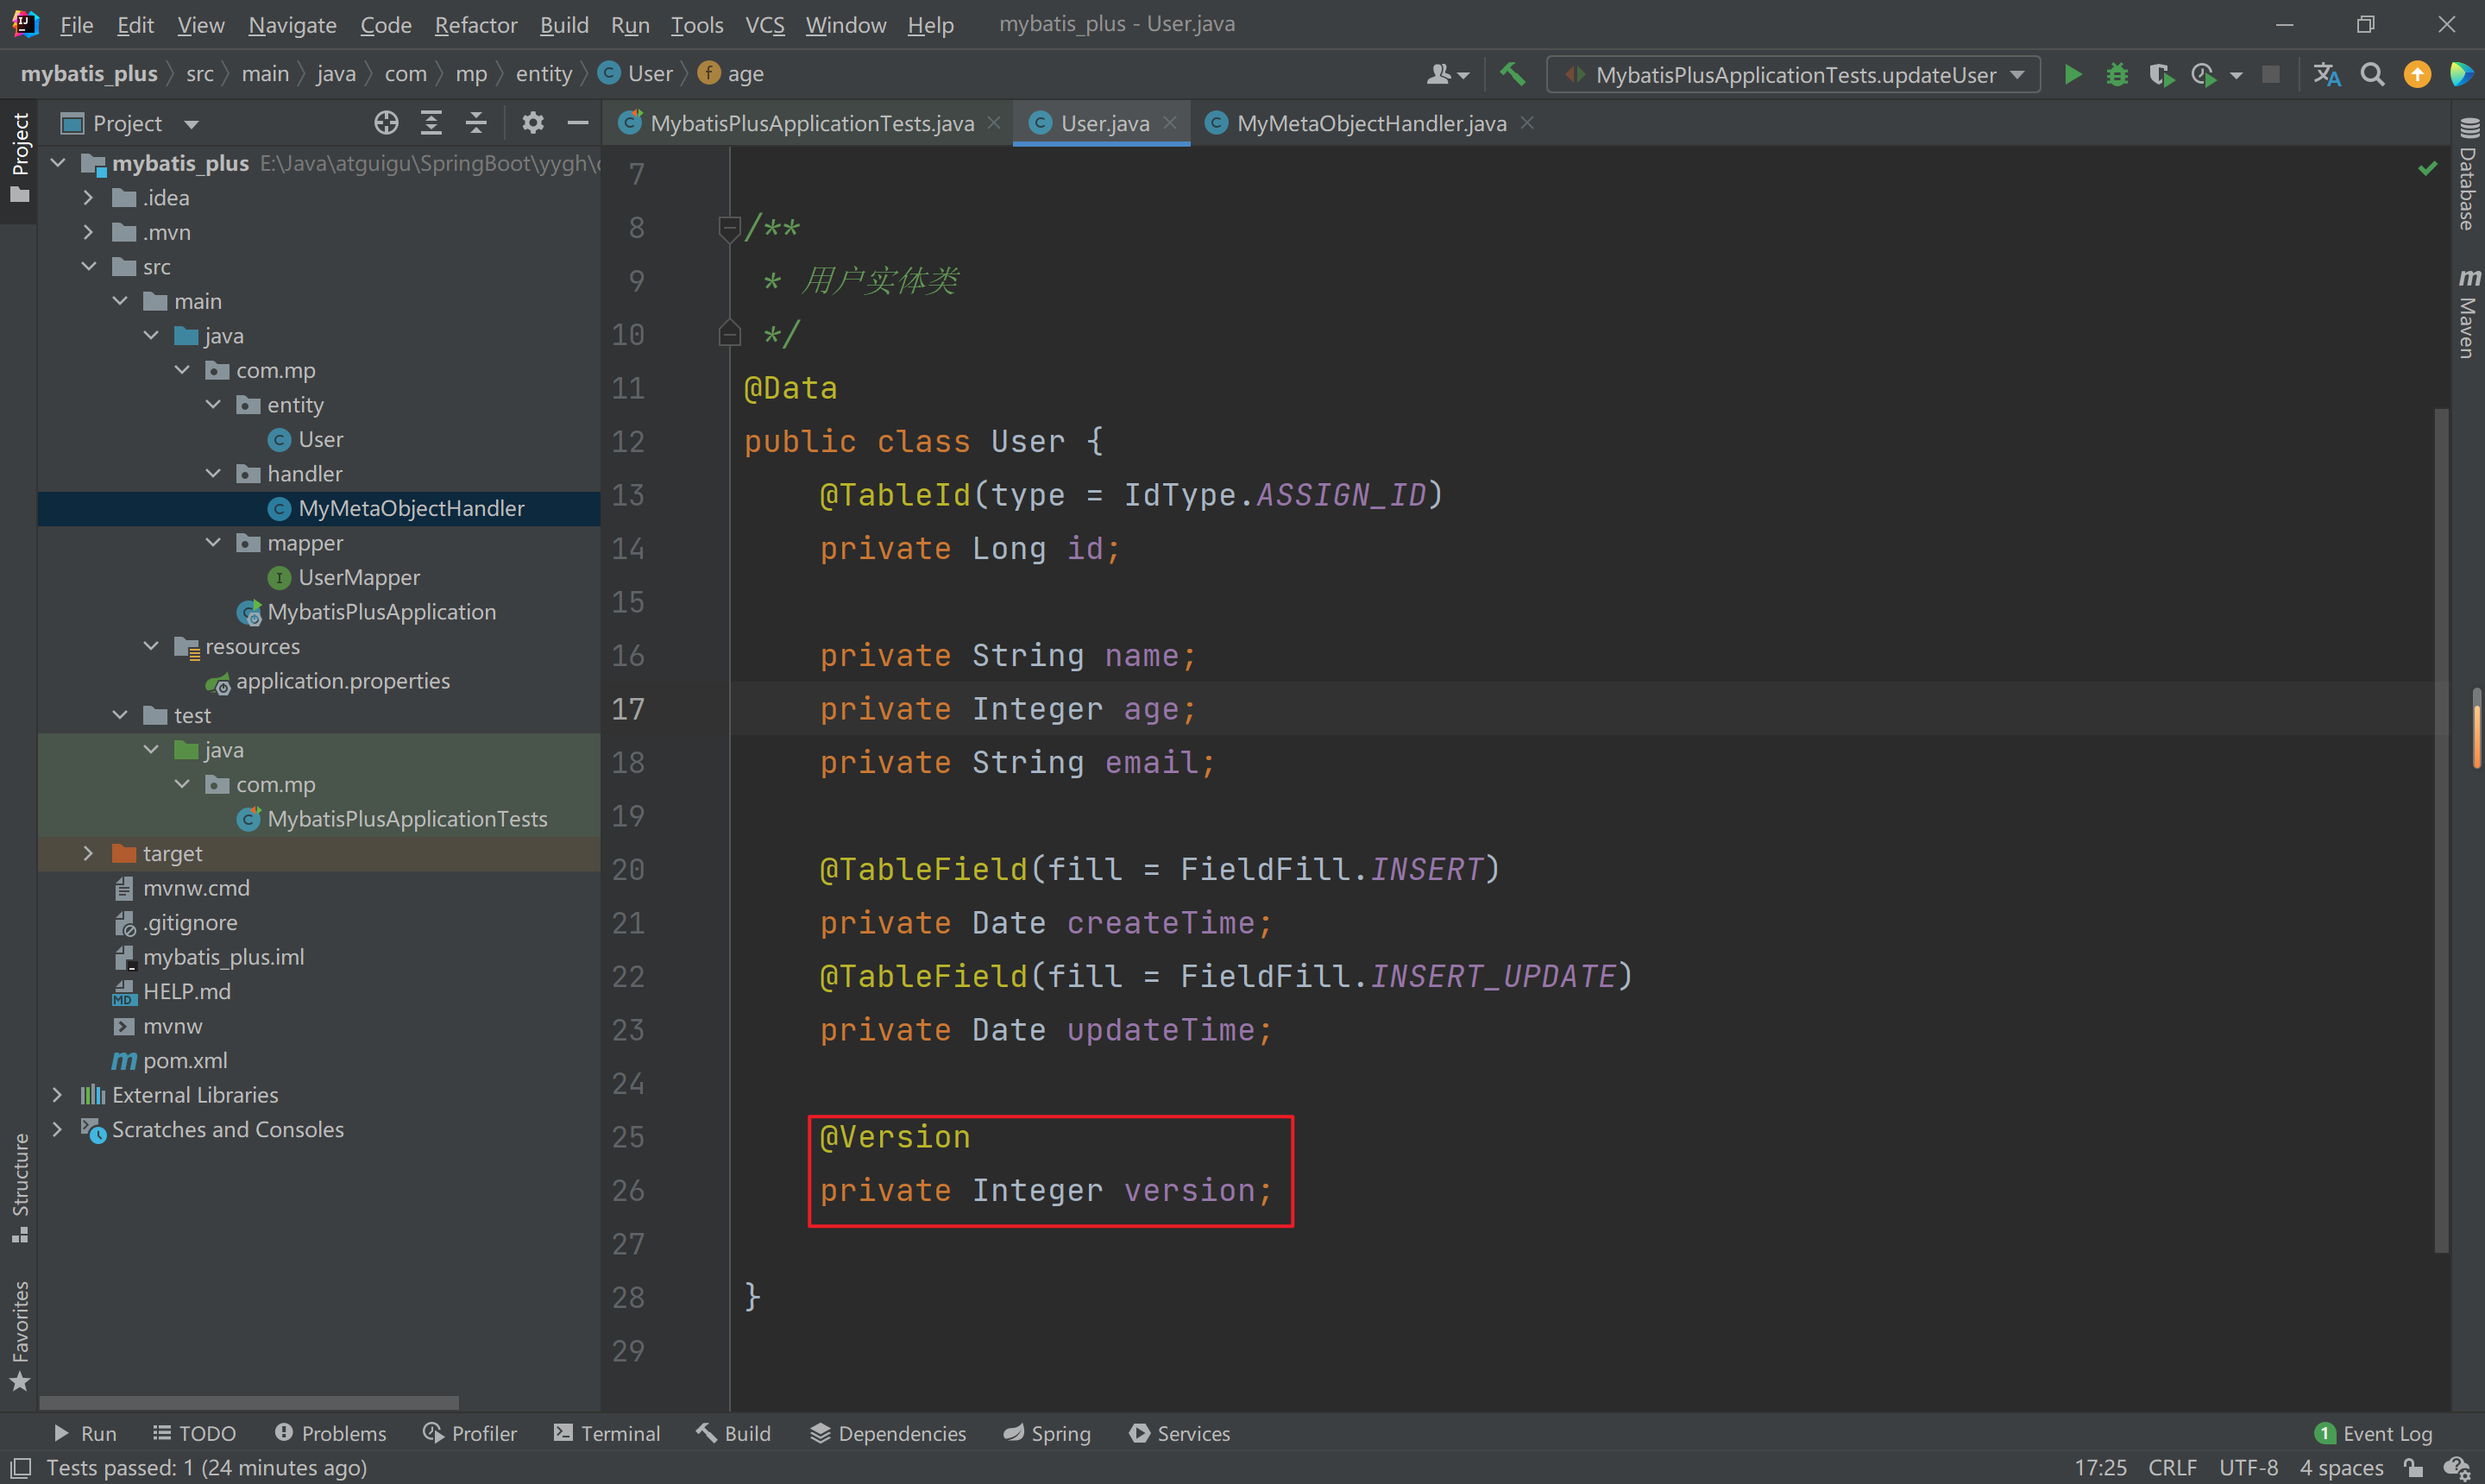 File Edit View Navigate Code Refactor Build Run Tools VCS Window Help mybatis_plus - User.java
mybatis_plus src main java com mp entity User age MybatisPlusApplicationTests.updateUser
Project
MybatisPlusApplicationTests.java User.java MyMetaObjectHandler.java
mybatis_plus E:\Java\atguigu\SpringBoot\yygh\
.idea
.mvn
src
main
java
com.mp
entity
User
handler
MyMetaObjectHandler
mapper
UserMapper
MybatisPlusApplication
resources
application.properties
test
java
com.mp
MybatisPlusApplicationTests
target
mvnw.cmd
.gitignore
mybatis_plus.iml
HELP.md
mvnw
pom.xml
External Libraries
Scratches and Consoles
Project
Structure
Favorites
7
8 /**
9 * 用户实体类
10 */
11 @Data
12 public class User {
13 @TableId(type = IdType.ASSIGN_ID)
14 private Long id;
15
16 private String name;
17 private Integer age;
18 private String email;
19
20 @TableField(fill = FieldFill.INSERT)
21 private Date createTime;
22 @TableField(fill = FieldFill.INSERT_UPDATE)
23 private Date updateTime;
24
25 @Version
26 private Integer version;
27
28 }
29
Database
Maven
Run TODO Problems Profiler Terminal Build Dependencies Spring Services 1 Event Log
Tests passed: 1 (24 minutes ago) 17:25 CRLF UTF-8 4 spaces